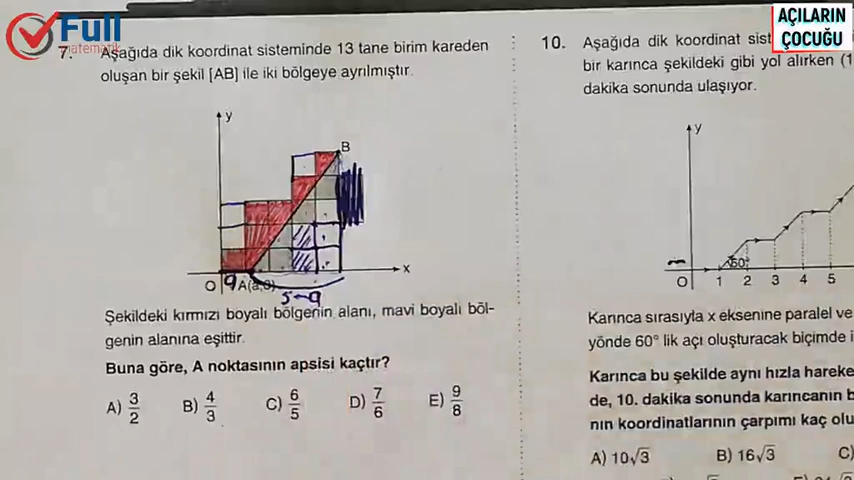 Full
matematik
AÇILARIN
ÇOCUĞU
7. Aşağıda dik koordinat sisteminde 13 tane birim kareden
oluşan bir şekil [AB] ile iki bölgeye ayrılmıştır.
y
B
O
A(a,0)
x
a
5-a
Şekildeki kırmızı boyalı bölgenin alanı, mavi boyalı böl-
genin alanına eşittir.
Buna göre, A noktasının apsisi kaçtır?
A) 3/2 B) 4/3 C) 6/5 D) 7/6 E) 9/8
10. Aşağıda dik koordinat sist
bir karınca şekildeki gibi yol alırken (1
dakika sonunda ulaşıyor.
y
60°
O 1 2 3 4 5
Karınca sırasıyla x eksenine paralel ve
yönde 60° lik açı oluşturacak biçimde i
Karınca bu şekilde aynı hızla hareke
de, 10. dakika sonunda karıncanın b
nın koordinatlarının çarpımı kaç olu
A) 10√3 B) 16√3 C)